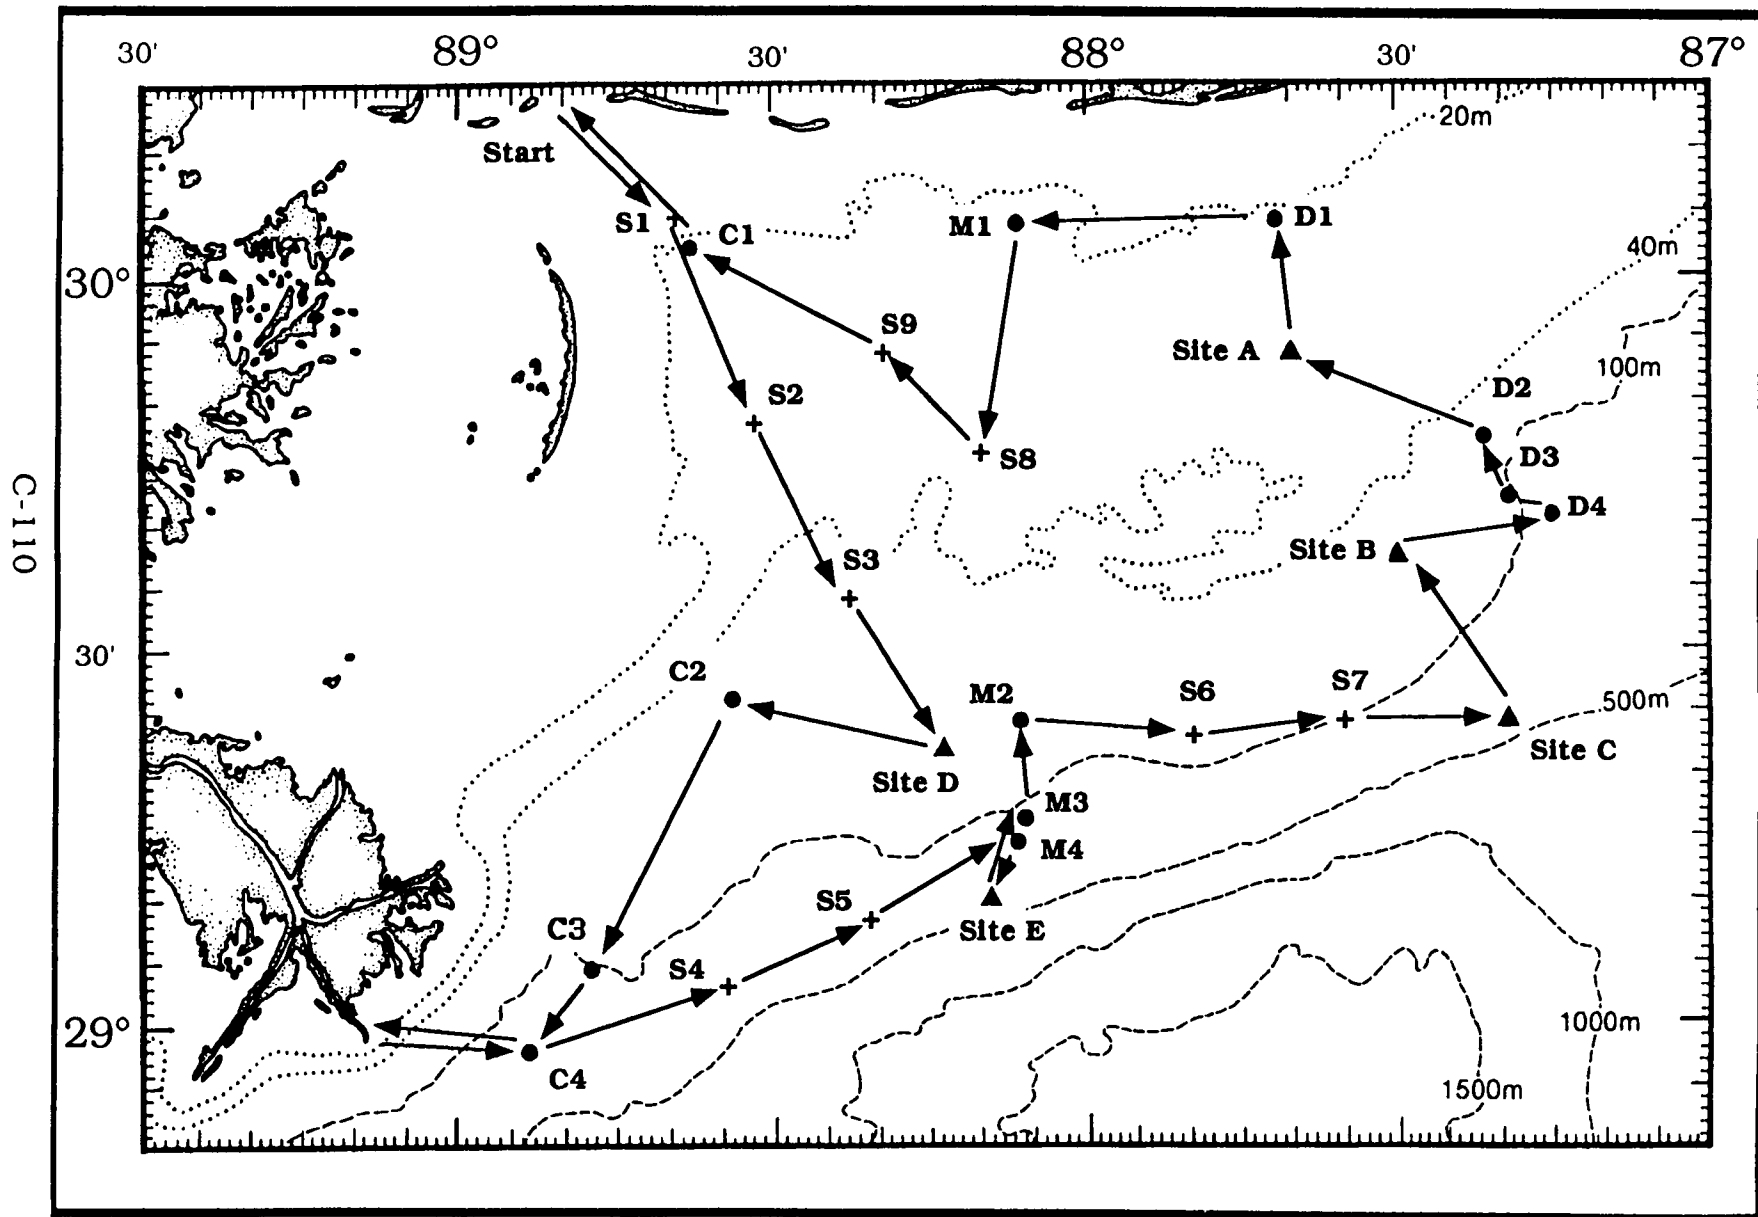 30' 89° 30' 88° 30' 87°
20m
Start
S1 C1 M1 D1
40m
30°
S9
Site A
100m
S2 D2
S8 D3
D4
Site B
S3
C-110
30'
C2 M2 S6 S7
500m
Site D Site C
M3
M4
S5
C3 Site E
S4
29°
1000m
C4
1500m